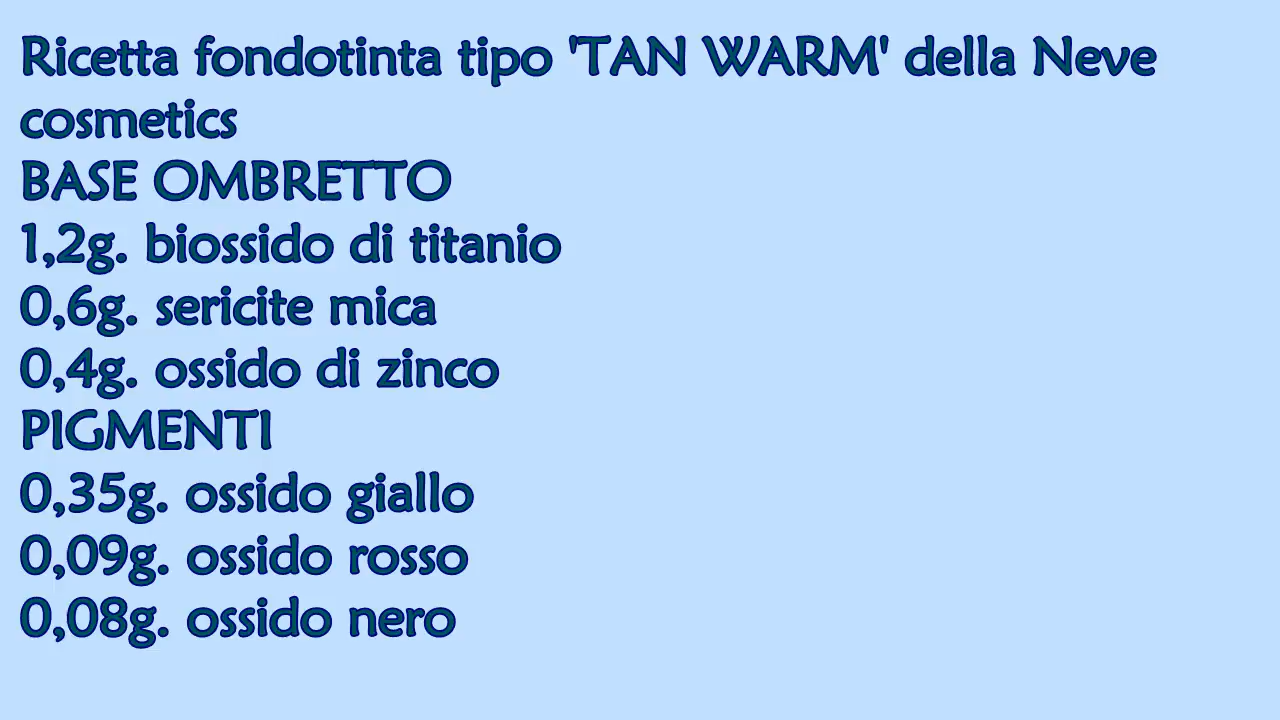 Ricetta fondotinta tipo 'TAN WARM' della Neve
cosmetics
BASE OMBRETTO
1,2g. biossido di titanio
0,6g. sericite mica
0,4g. ossido di zinco
PIGMENTI
0,35g. ossido giallo
0,09g. ossido rosso
0,08g. ossido nero